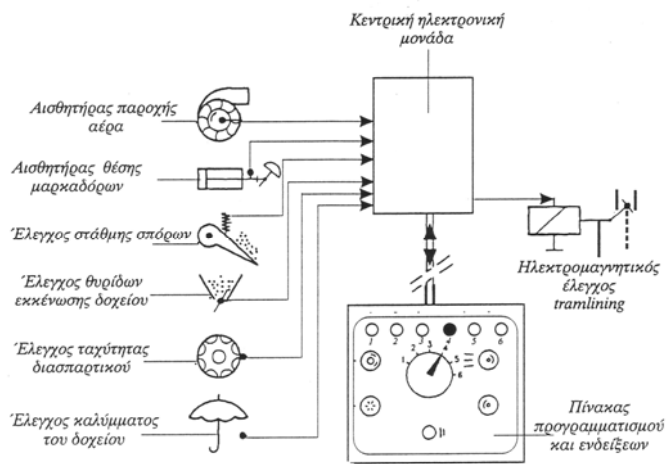 Κεντρική ηλεκτρονική
μονάδα
Αισθητήρας παροχής
αέρα
Αισθητήρας θέσης
μαρκαδόρων
Έλεγχος στάθμης σπόρων
Έλεγχος θυρίδων
εκκένωσης δοχείου
Έλεγχος ταχύτητας
διασπαρτικού
Έλεγχος καλύμματος
του δοχείου
Ηλεκτρομαγνητικός
έλεγχος
tramlining
1 2 3 4 5 6
1 2 3 4 5 6
Πίνακας
προγραμματισμού
και ενδείξεων